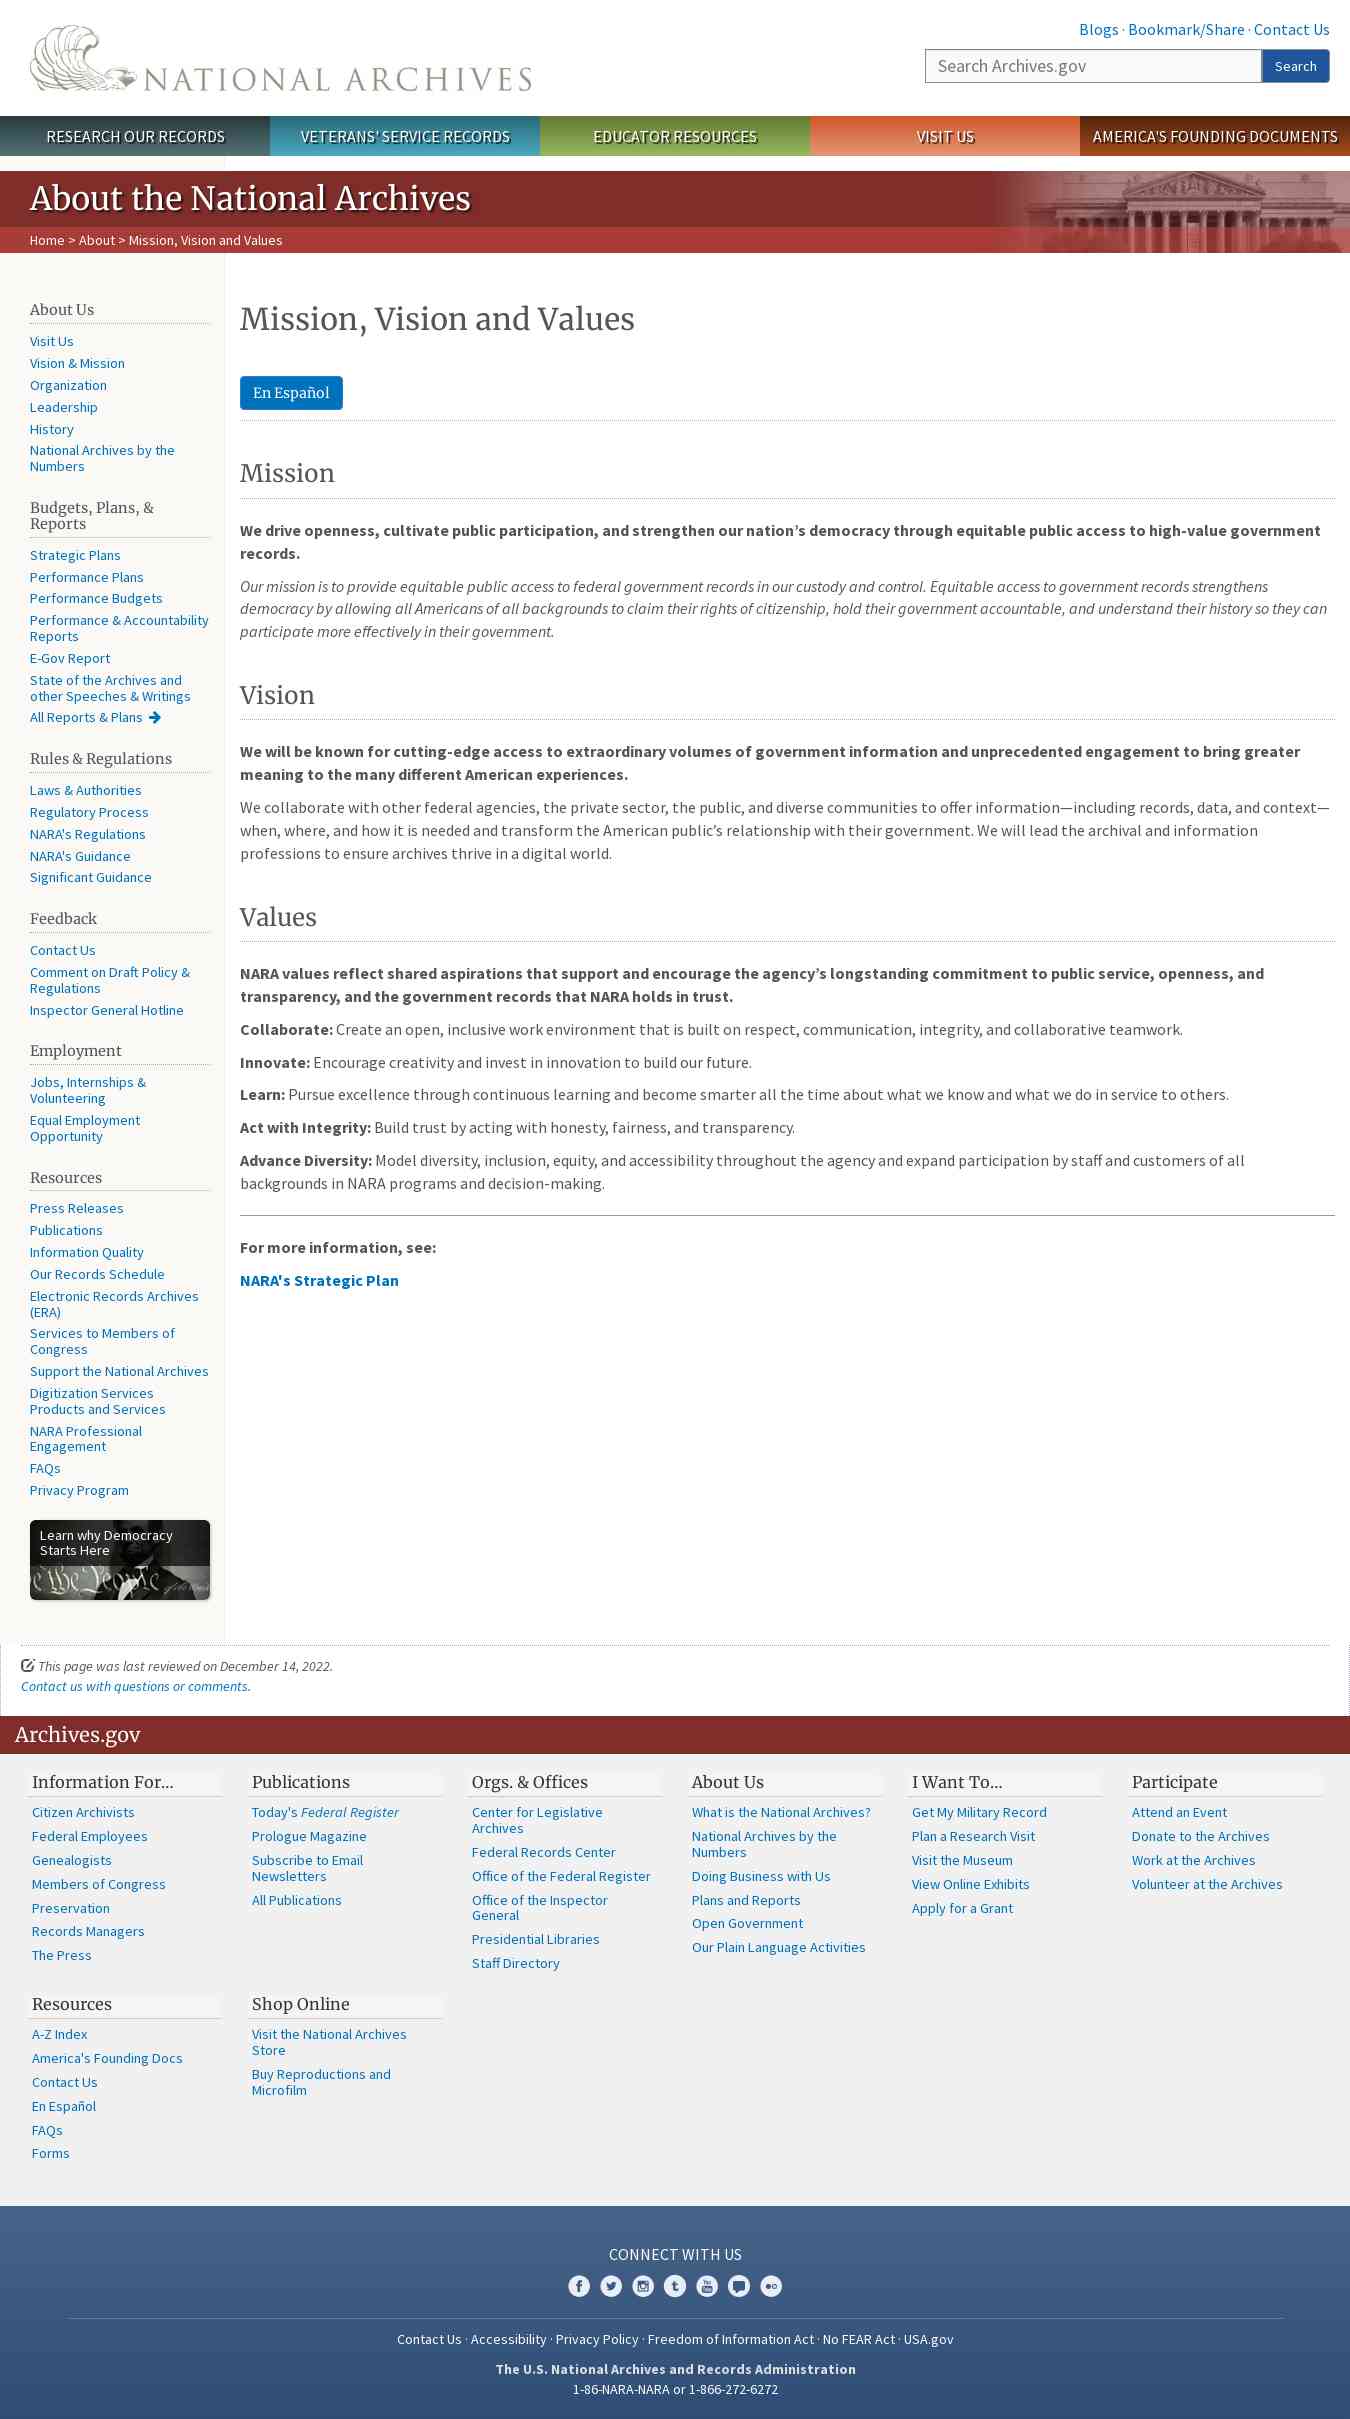 NATIONAL ARCHIVES
Blogs · Bookmark/Share · Contact Us
Search Archives.gov
Search
RESEARCH OUR RECORDS
VETERANS' SERVICE RECORDS
EDUCATOR RESOURCES
VISIT US
AMERICA'S FOUNDING DOCUMENTS
About the National Archives
Home > About > Mission, Vision and Values
About Us
Visit Us
Vision & Mission
Organization
Leadership
History
National Archives by the
Numbers
Budgets, Plans, &
Reports
Strategic Plans
Performance Plans
Performance Budgets
Performance & Accountability
Reports
E-Gov Report
State of the Archives and
other Speeches & Writings
All Reports & Plans
Rules & Regulations
Laws & Authorities
Regulatory Process
NARA's Regulations
NARA's Guidance
Significant Guidance
Feedback
Contact Us
Comment on Draft Policy &
Regulations
Inspector General Hotline
Employment
Jobs, Internships &
Volunteering
Equal Employment
Opportunity
Resources
Press Releases
Publications
Information Quality
Our Records Schedule
Electronic Records Archives
(ERA)
Services to Members of
Congress
Support the National Archives
Digitization Services
Products and Services
NARA Professional
Engagement
FAQs
Privacy Program
Learn why Democracy
Starts Here
We the People
Mission, Vision and Values
En Español
Mission
We drive openness, cultivate public participation, and strengthen our nation’s democracy through equitable public access to high-value government
records.
Our mission is to provide equitable public access to federal government records in our custody and control. Equitable access to government records strengthens
democracy by allowing all Americans of all backgrounds to claim their rights of citizenship, hold their government accountable, and understand their history so they can
participate more effectively in their government.
Vision
We will be known for cutting-edge access to extraordinary volumes of government information and unprecedented engagement to bring greater
meaning to the many different American experiences.
We collaborate with other federal agencies, the private sector, the public, and diverse communities to offer information—including records, data, and context—
when, where, and how it is needed and transform the American public’s relationship with their government. We will lead the archival and information
professions to ensure archives thrive in a digital world.
Values
NARA values reflect shared aspirations that support and encourage the agency’s longstanding commitment to public service, openness, and
transparency, and the government records that NARA holds in trust.
Collaborate: Create an open, inclusive work environment that is built on respect, communication, integrity, and collaborative teamwork.
Innovate: Encourage creativity and invest in innovation to build our future.
Learn: Pursue excellence through continuous learning and become smarter all the time about what we know and what we do in service to others.
Act with Integrity: Build trust by acting with honesty, fairness, and transparency.
Advance Diversity: Model diversity, inclusion, equity, and accessibility throughout the agency and expand participation by staff and customers of all
backgrounds in NARA programs and decision-making.
For more information, see:
NARA's Strategic Plan
This page was last reviewed on December 14, 2022.
Contact us with questions or comments.
Archives.gov
Information For…
Citizen Archivists
Federal Employees
Genealogists
Members of Congress
Preservation
Records Managers
The Press
Publications
Today's Federal Register
Prologue Magazine
Subscribe to Email
Newsletters
All Publications
Orgs. & Offices
Center for Legislative
Archives
Federal Records Center
Office of the Federal Register
Office of the Inspector
General
Presidential Libraries
Staff Directory
About Us
What is the National Archives?
National Archives by the
Numbers
Doing Business with Us
Plans and Reports
Open Government
Our Plain Language Activities
I Want To…
Get My Military Record
Plan a Research Visit
Visit the Museum
View Online Exhibits
Apply for a Grant
Participate
Attend an Event
Donate to the Archives
Work at the Archives
Volunteer at the Archives
Resources
A-Z Index
America's Founding Docs
Contact Us
En Español
FAQs
Forms
Shop Online
Visit the National Archives
Store
Buy Reproductions and
Microfilm
CONNECT WITH US
Contact Us · Accessibility · Privacy Policy · Freedom of Information Act · No FEAR Act · USA.gov
The U.S. National Archives and Records Administration
1-86-NARA-NARA or 1-866-272-6272